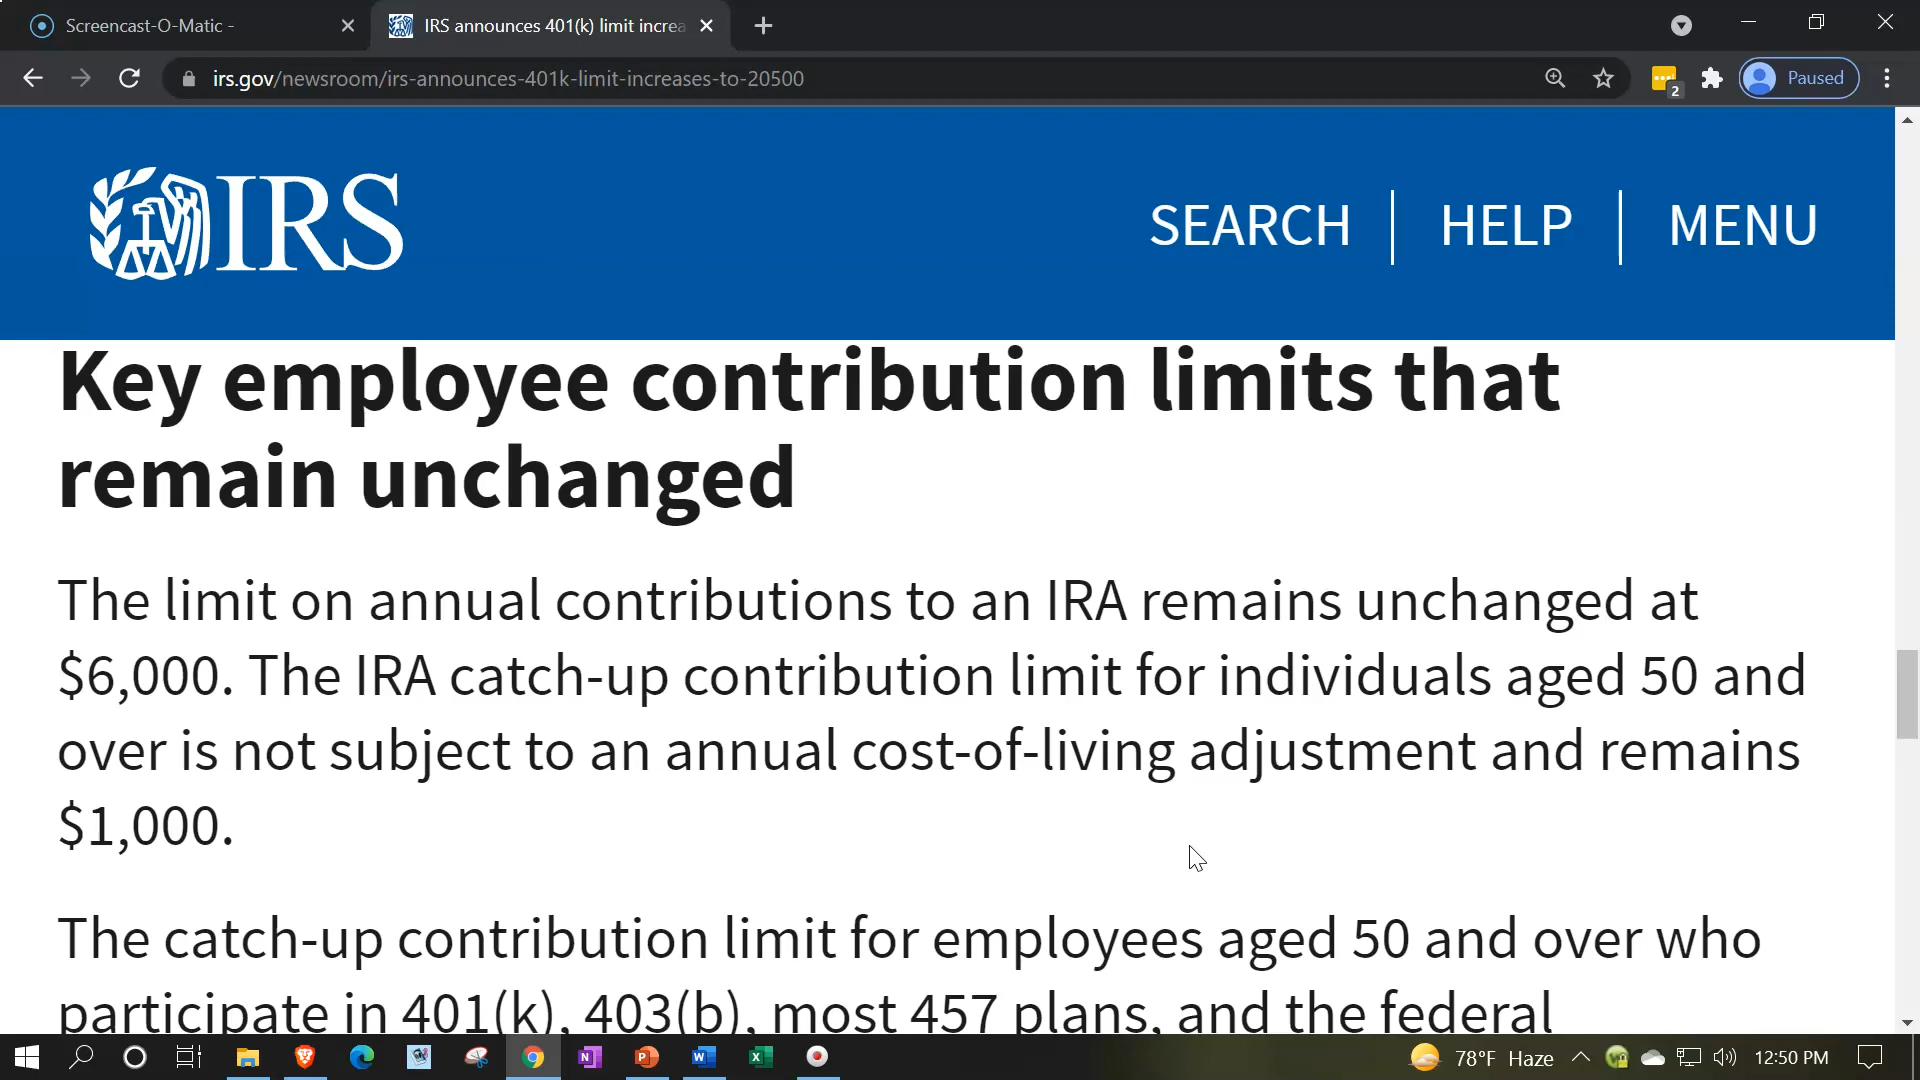 Screencast-O-Matic -
IRS announces 401(k) limit increa
irs.gov/newsroom/irs-announces-401k-limit-increases-to-20500
2
Paused
IRS
SEARCH
HELP
MENU
Key employee contribution limits that
remain unchanged
The limit on annual contributions to an IRA remains unchanged at
$6,000. The IRA catch-up contribution limit for individuals aged 50 and
over is not subject to an annual cost-of-living adjustment and remains
$1,000.
The catch-up contribution limit for employees aged 50 and over who
participate in 401(k), 403(b), most 457 plans, and the federal
78°F Haze
12:50 PM